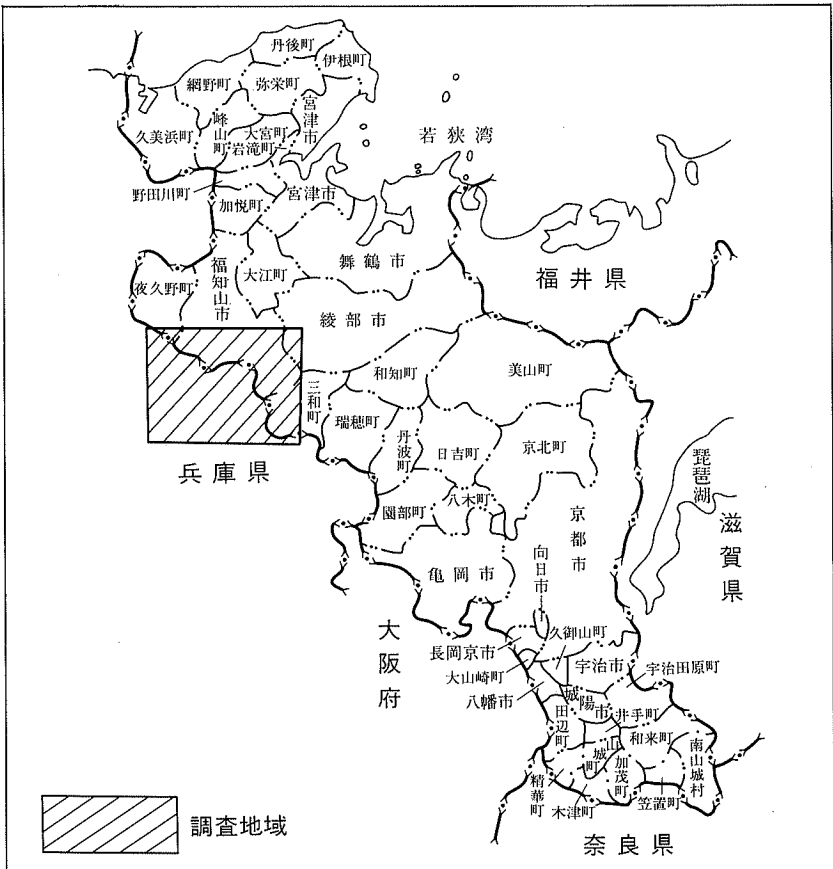 丹後町
伊根町
網野町
弥栄町
宮津市
峰山町
大宮町
岩滝町
久美浜町
若狭湾
野田川町
加悦町
宮津市
舞鶴市
福井県
福知山市
大江町
夜久野町
綾部市
和知町
美山町
三和町
瑞穂町
丹波町
日吉町
京北町
兵庫県
琵琶湖
滋賀県
園部町
八木町
京都市
亀岡市
向日市
大阪府
久御山町
長岡京市
宇治市
宇治田原町
大山崎町
八幡市
城陽市
田辺町
井手町
山城町
和来町
南山城村
加茂町
精華町
木津町
笠置町
奈良県
調査地域